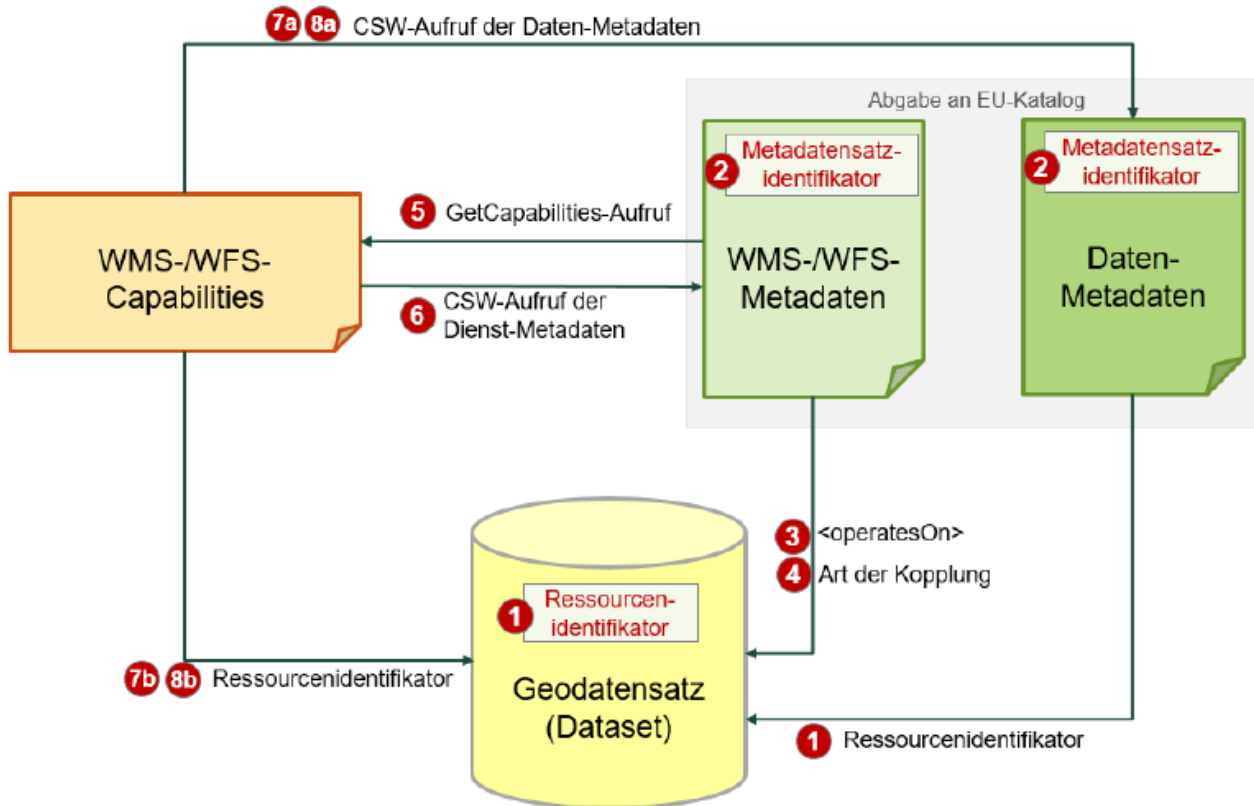 7a 8a CSW-Aufruf der Daten-Metadaten
Abgabe an EU-Katalog
2 Metadatensatz-
identifikator
2 Metadatensatz-
identifikator
5 GetCapabilities-Aufruf
WMS-/WFS-
Capabilities
WMS-/WFS-
Metadaten
Daten-
Metadaten
6 CSW-Aufruf der
Dienst-Metadaten
3 <operatesOn>
4 Art der Kopplung
1 Ressourcen-
identifikator
7b 8b Ressourcenidentifikator
Geodatensatz
(Dataset)
1 Ressourcenidentifikator